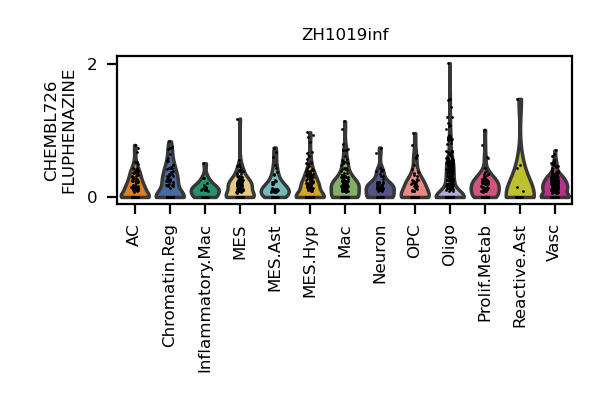 ZH1019inf
CHEMBL726
FLUPHENAZINE
2
0
AC
Chromatin.Reg
Inflammatory.Mac
MES
MES.Ast
MES.Hyp
Mac
Neuron
OPC
Oligo
Prolif.Metab
Reactive.Ast
Vasc